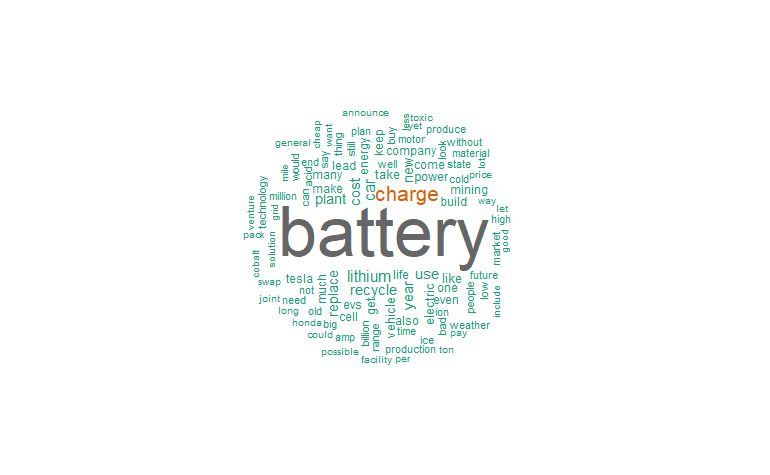 announce
toxic
less
yet
cheap
want
plan
buy
produce
general
thing
still
keep
motor
look
without
say
energy
company
material
lot
mile
would
end
acid
lead
well
new
come
state
price
many
take
power
cold
can
make
cost
car
charge
mining
million
plant
build
way
technology
venture
grid
let
high
pack
battery
good
solution
market
cobalt
swap
tesla
lithium
life
use
like
future
not
much
replace
recycle
year
one
people
low
include
joint
need
evs
get
vehicle
electric
even
long
old
cell
also
ion
honda
big
time
bad
weather
could
amp
billion
range
ice
pay
possible
production
ton
facility
per